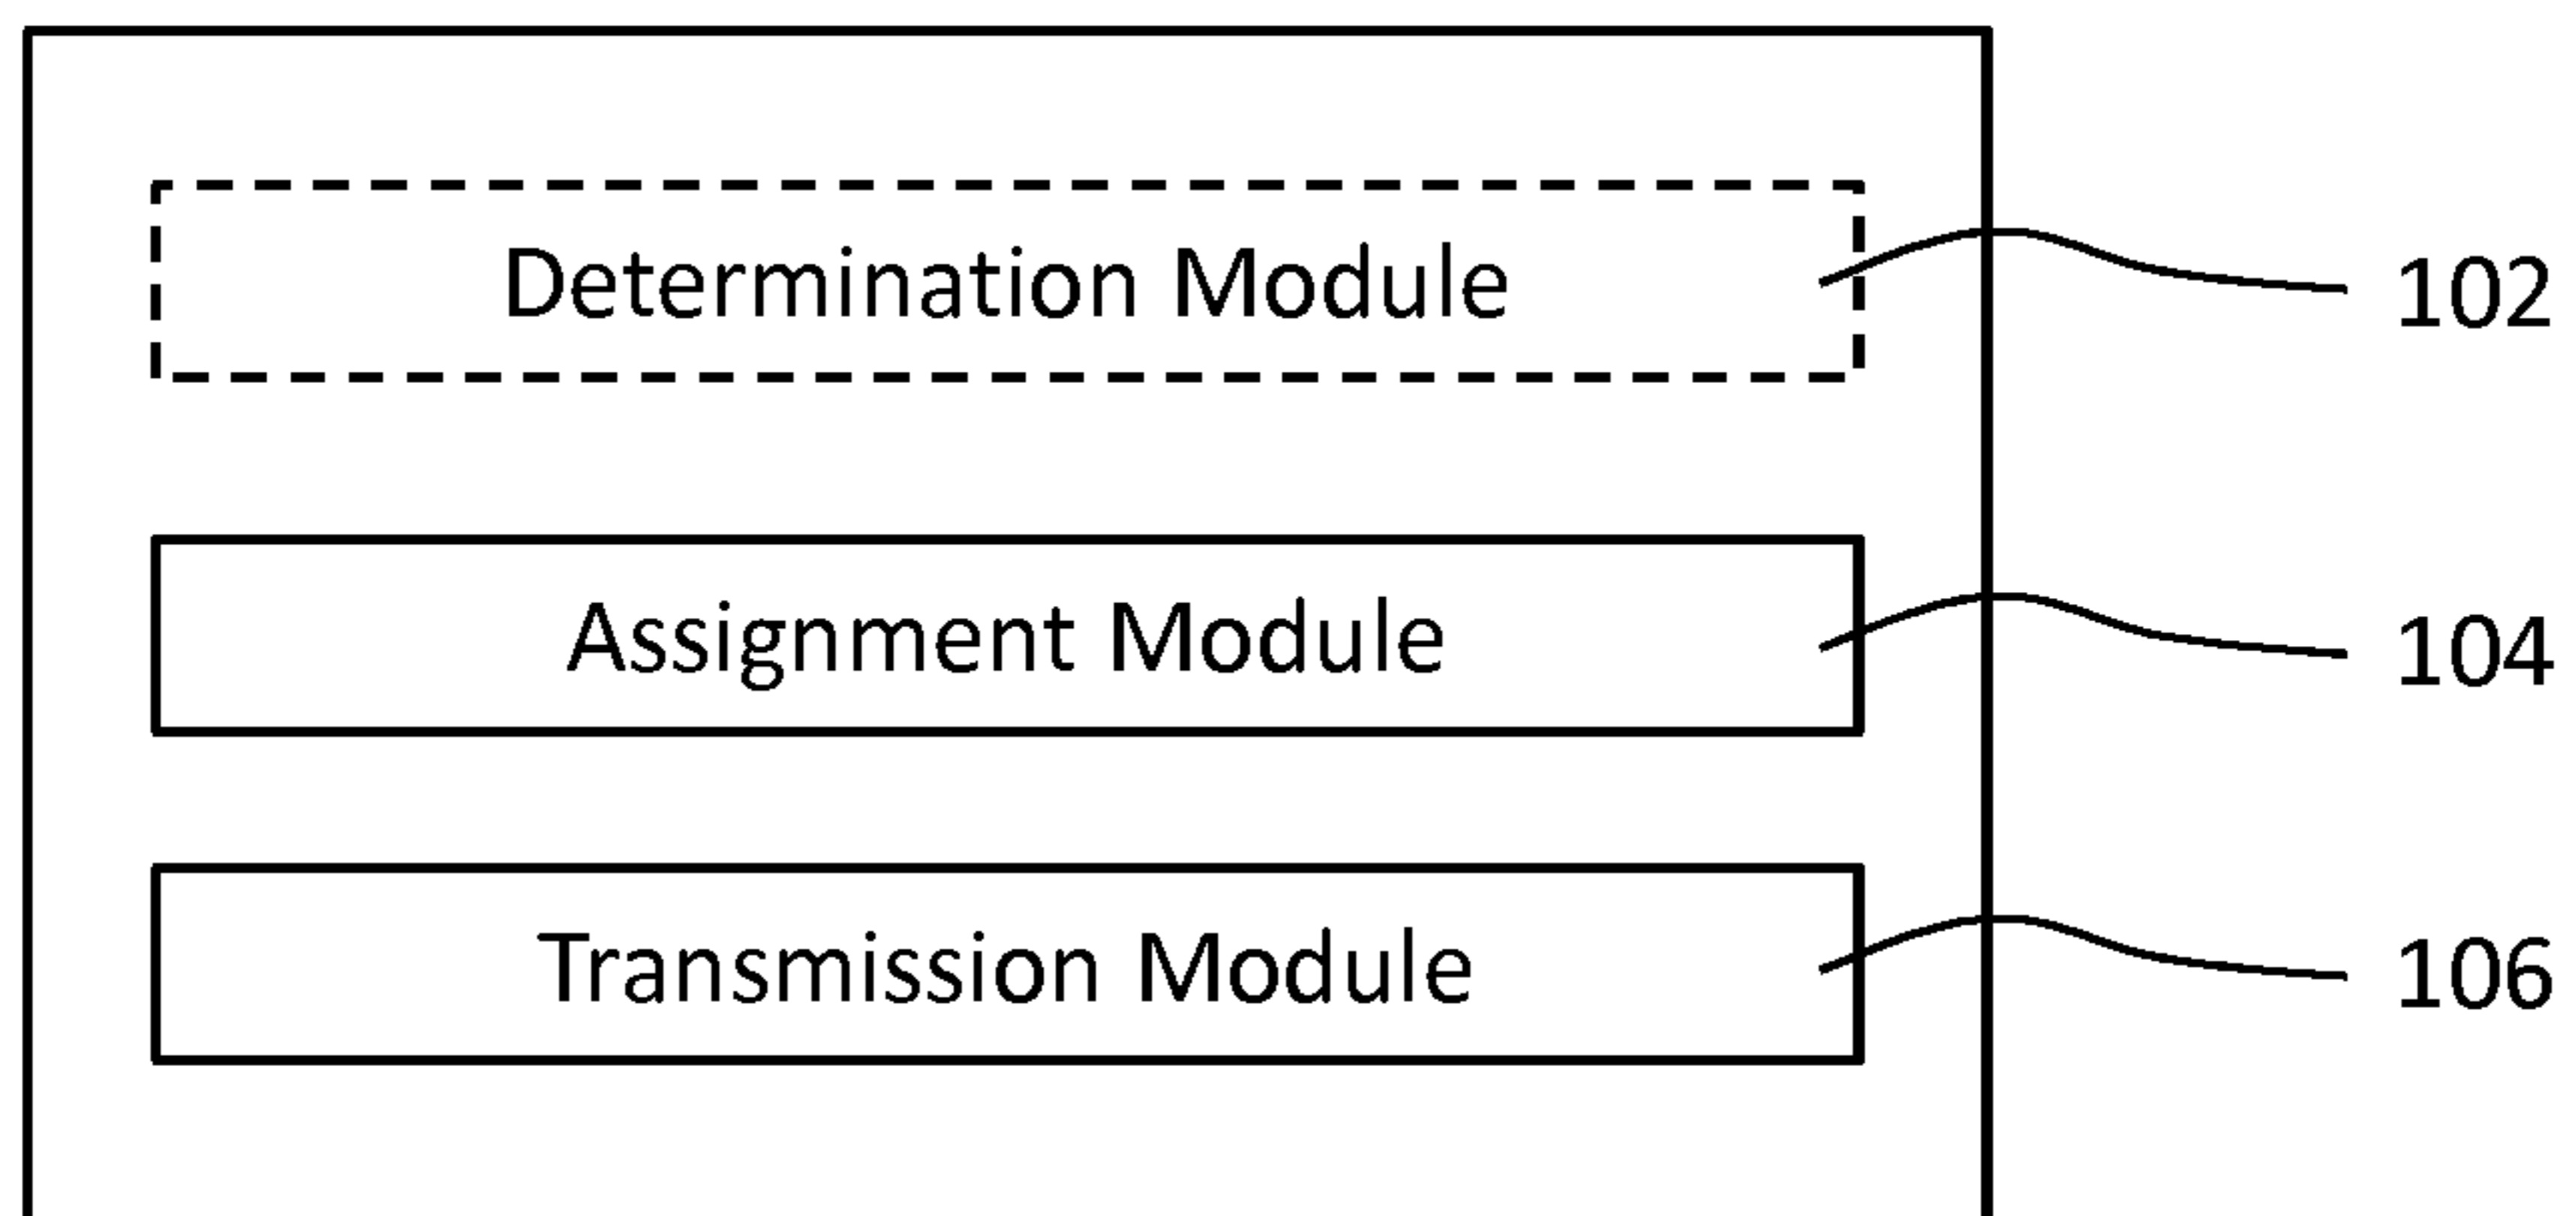 Determination Module 102
Assignment Module 104
Transmission Module 106